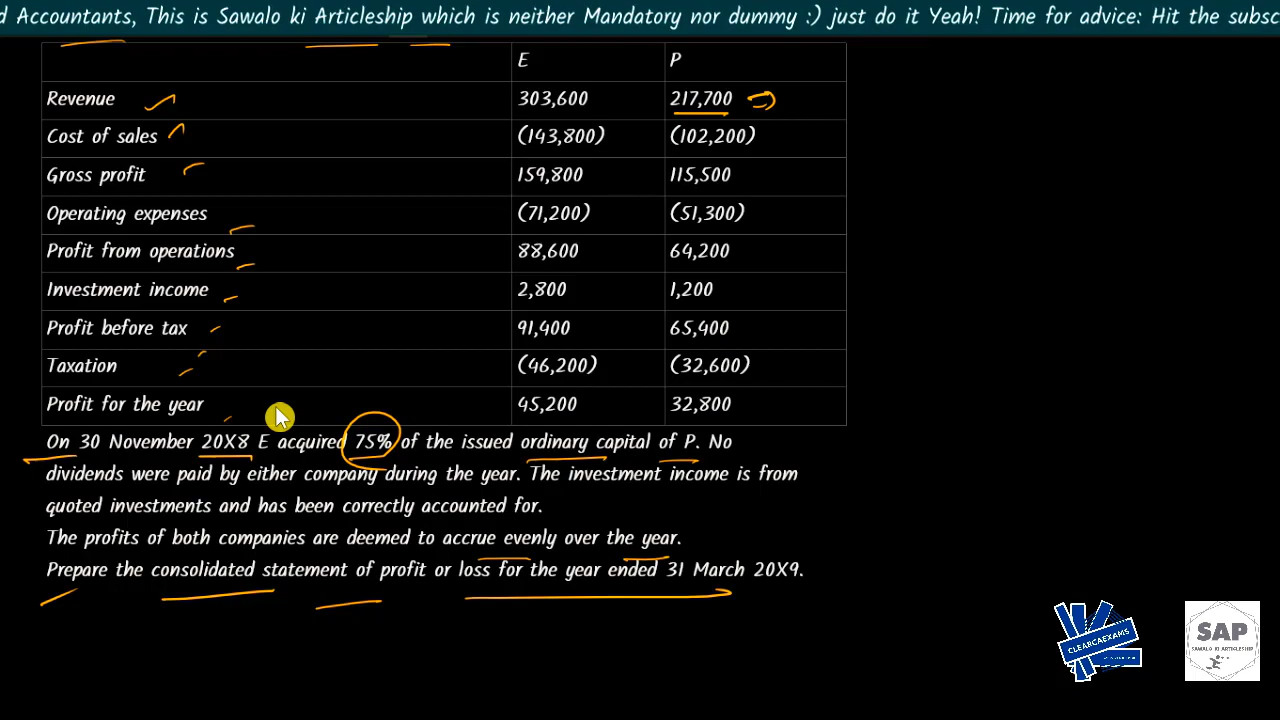 d Accountants, This is Sawalo ki Articleship which is neither Mandatory nor dummy :) just do it Yeah! Time for advice: Hit the subsc
E P
Revenue 303,600 217,700
Cost of sales (143,800) (102,200)
Gross profit 159,800 115,500
Operating expenses (71,200) (51,300)
Profit from operations 88,600 64,200
Investment income 2,800 1,200
Profit before tax 91,400 65,400
Taxation (46,200) (32,600)
Profit for the year 45,200 32,800
On 30 November 20X8 E acquired 75% of the issued ordinary capital of P. No
dividends were paid by either company during the year. The investment income is from
quoted investments and has been correctly accounted for.
The profits of both companies are deemed to accrue evenly over the year.
Prepare the consolidated statement of profit or loss for the year ended 31 March 20X9.
CLEARCAEXAMS
SAP
SAWALO KI ARTICLESHIP